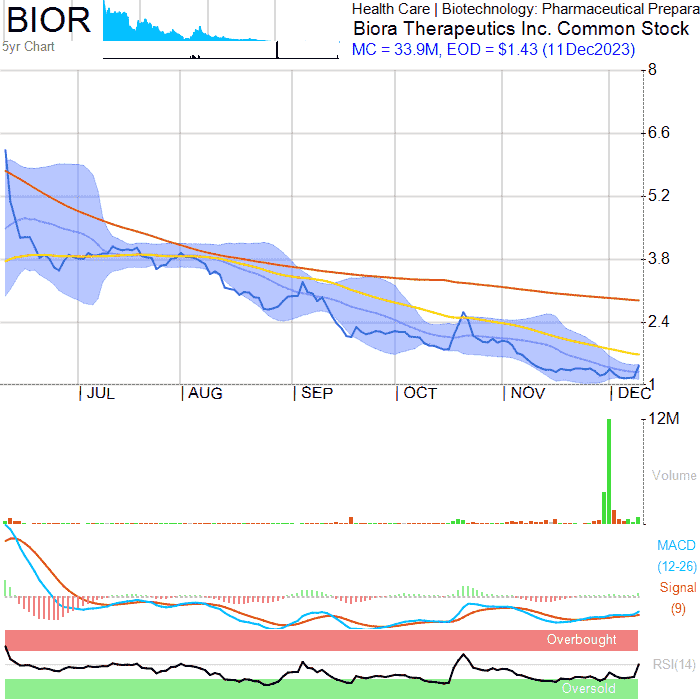 BIOR
5yr Chart
Health Care | Biotechnology: Pharmaceutical Prepara
Biora Therapeutics Inc. Common Stock
MC = 33.9M, EOD = $1.43 (11Dec2023)
8
6.6
5.2
3.8
2.4
1
JUL
AUG
SEP
OCT
NOV
DEC
12M
Volume
MACD
(12-26)
Signal
(9)
Overbought
RSI(14)
Oversold